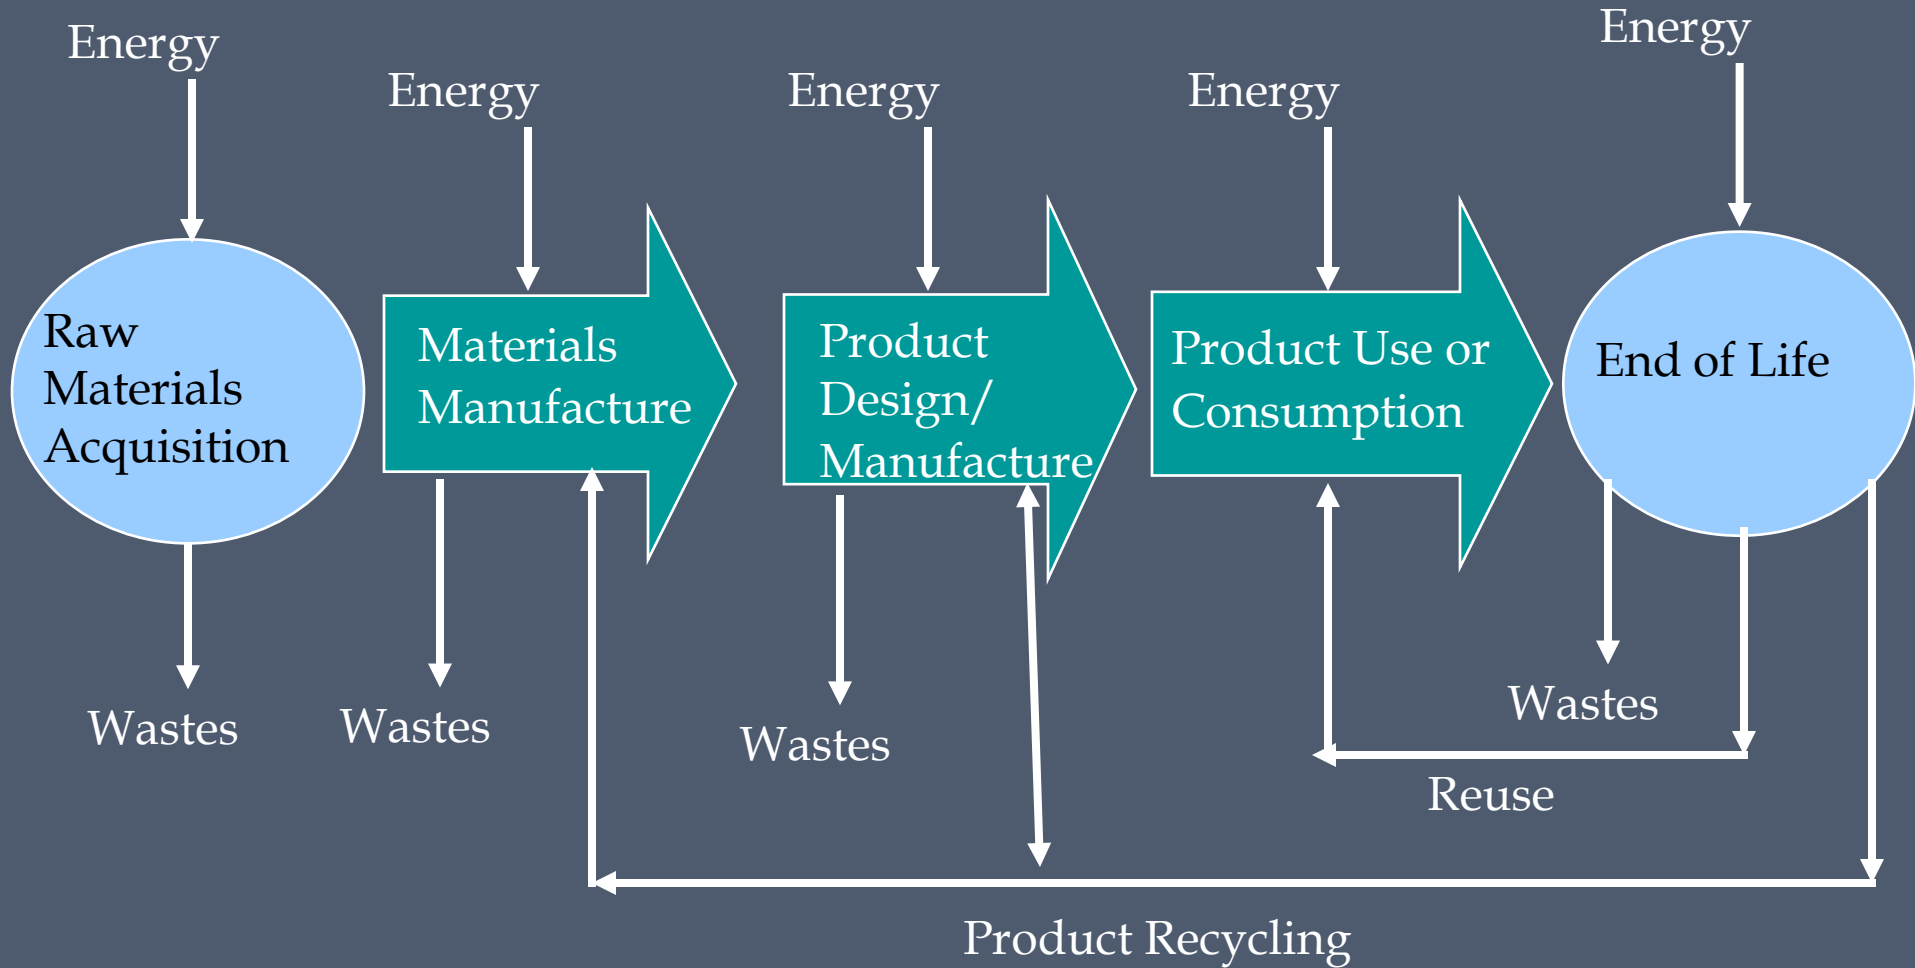 Energy
Energy
Energy
Energy
Energy
Raw
Materials
Acquisition
Materials
Manufacture
Product
Design/
Manufacture
Product Use or
Consumption
End of Life
Wastes
Wastes
Wastes
Wastes
Reuse
Product Recycling